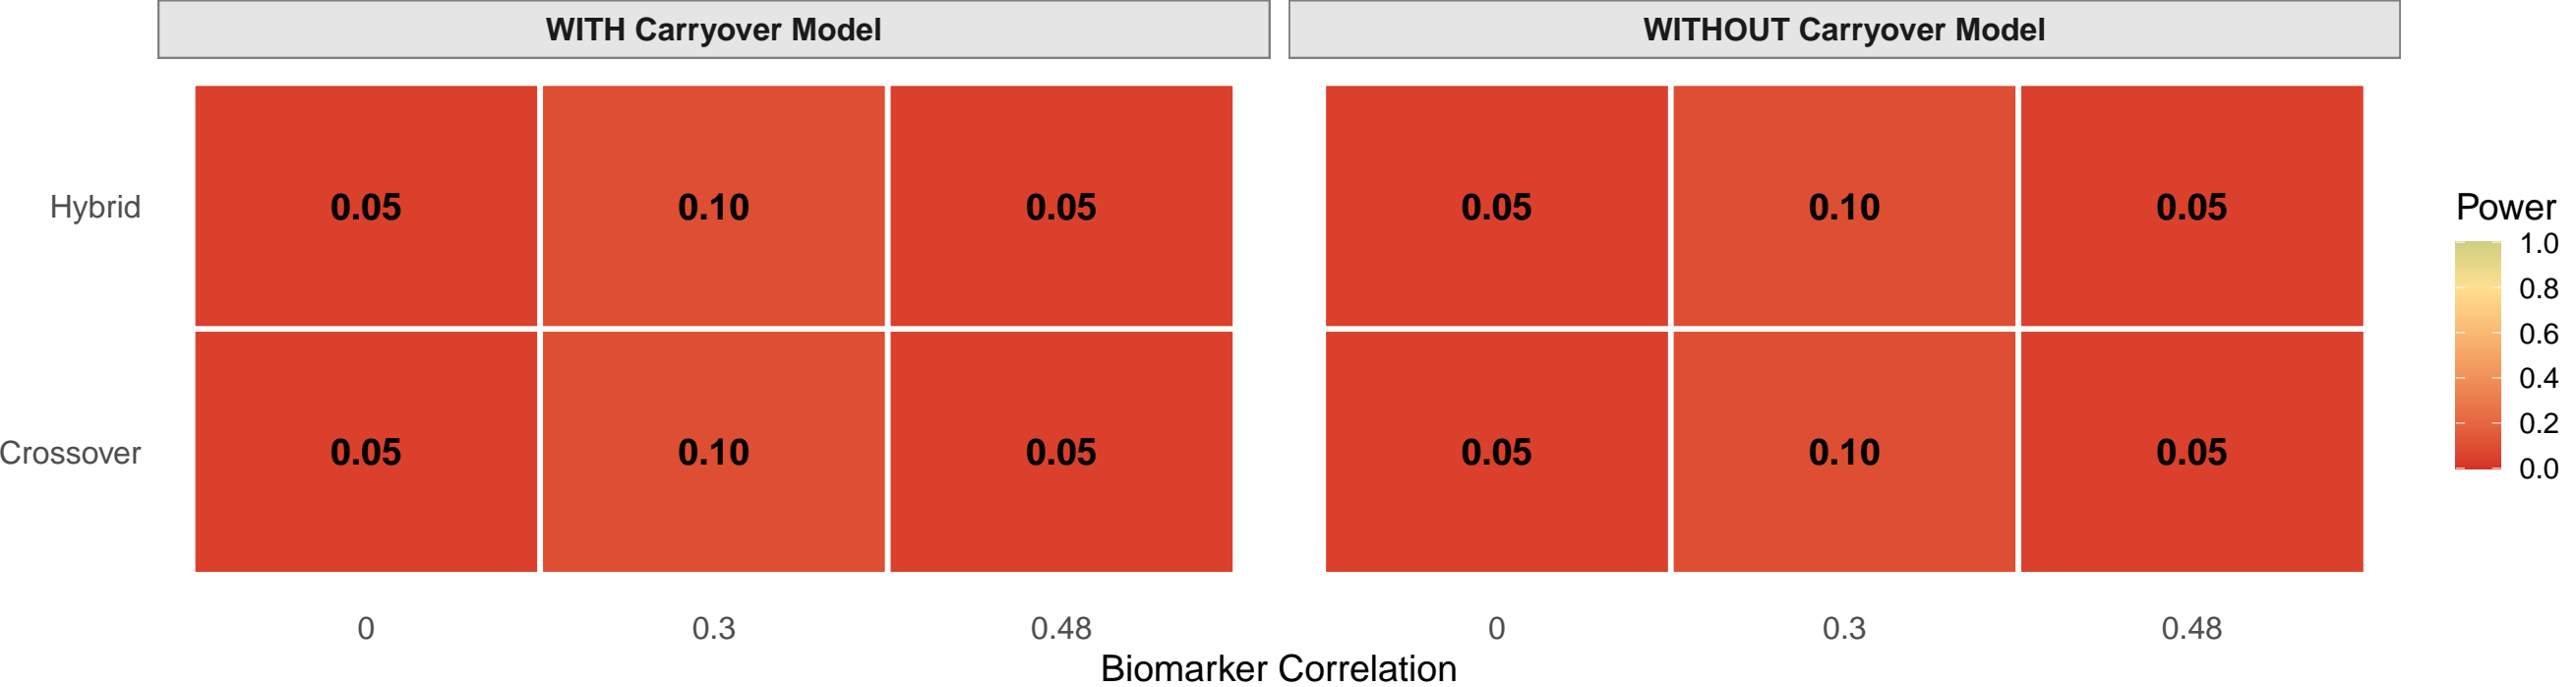 WITH Carryover Model
WITHOUT Carryover Model
Hybrid
0.05 0.10 0.05 0.05 0.10 0.05
Crossover
0.05 0.10 0.05 0.05 0.10 0.05
0 0.3 0.48 0 0.3 0.48
Biomarker Correlation
Power
1.0
0.8
0.6
0.4
0.2
0.0